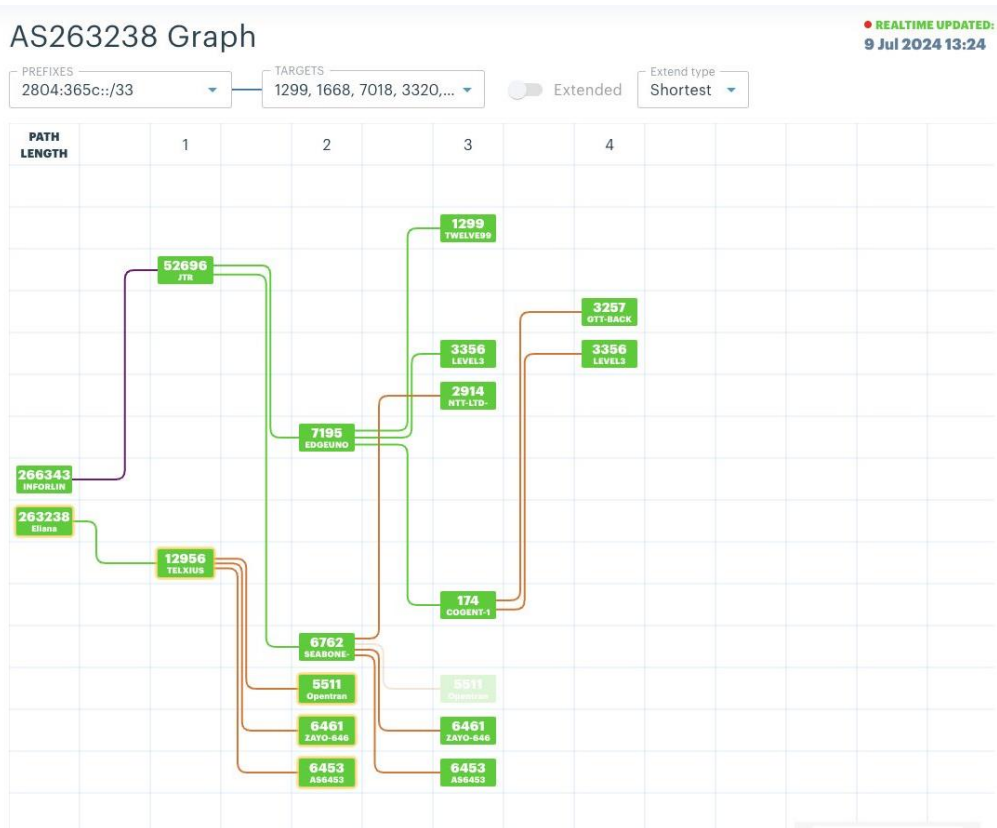 AS263238 Graph
REALTIME UPDATED:
9 Jul 2024 13:24
PREFIXES
2804:365c::/33
TARGETS
1299, 1668, 7018, 3320,...
Extended
Extend type
Shortest
PATH LENGTH
1
2
3
4
1299
TWELVE99
52696
JTR
3257
GTT-BACK
3356
LEVEL3
3356
LEVEL3
2914
NTT-LTD-
7195
EDGEUNO
266343
INFORLIN
263238
Eliana
12956
TELXIUS
174
COGENT-1
6762
SEABONE-
5511
Opentran
5511
Opentran
6461
ZAYO-646
6461
ZAYO-646
6453
AS6453
6453
AS6453